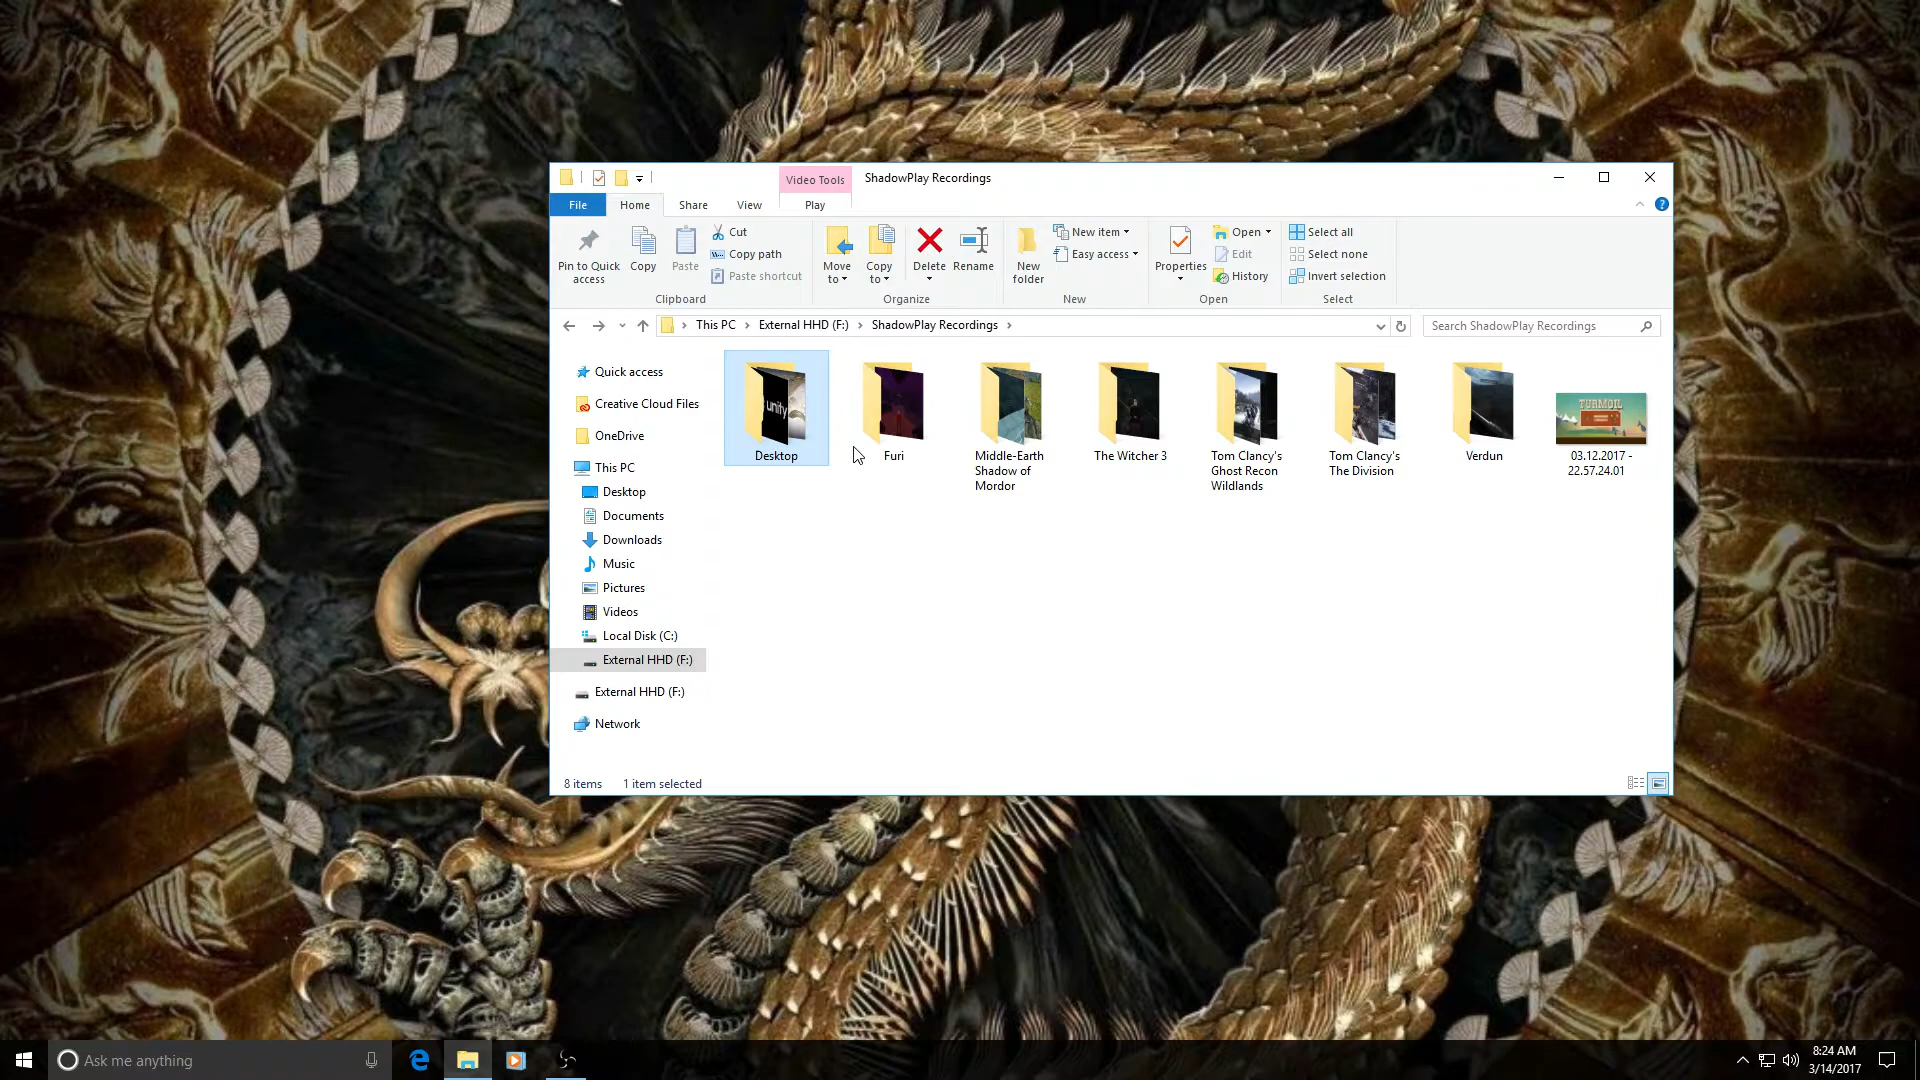 Video Tools
ShadowPlay Recordings
File
Home
Share
View
Play
Pin to Quick
access
Copy
Paste
Cut
Copy path
Paste shortcut
Clipboard
Move
to
Copy
to
Delete
Rename
Organize
New
folder
New item
Easy access
New
Properties
Open
Edit
History
Open
Select all
Select none
Invert selection
Select
This PC
External HHD (F:)
ShadowPlay Recordings
Search ShadowPlay Recordings
Quick access
Creative Cloud Files
OneDrive
This PC
Desktop
Documents
Downloads
Music
Pictures
Videos
Local Disk (C:)
External HHD (F:)
External HHD (F:)
Network
unity
Desktop
Furi
Middle-Earth
Shadow of
Mordor
The Witcher 3
Tom Clancy's
Ghost Recon
Wildlands
Tom Clancy's
The Division
Verdun
TURMOIL
03.12.2017 -
22.57.24.01
8 items
1 item selected
Ask me anything
8:24 AM
3/14/2017